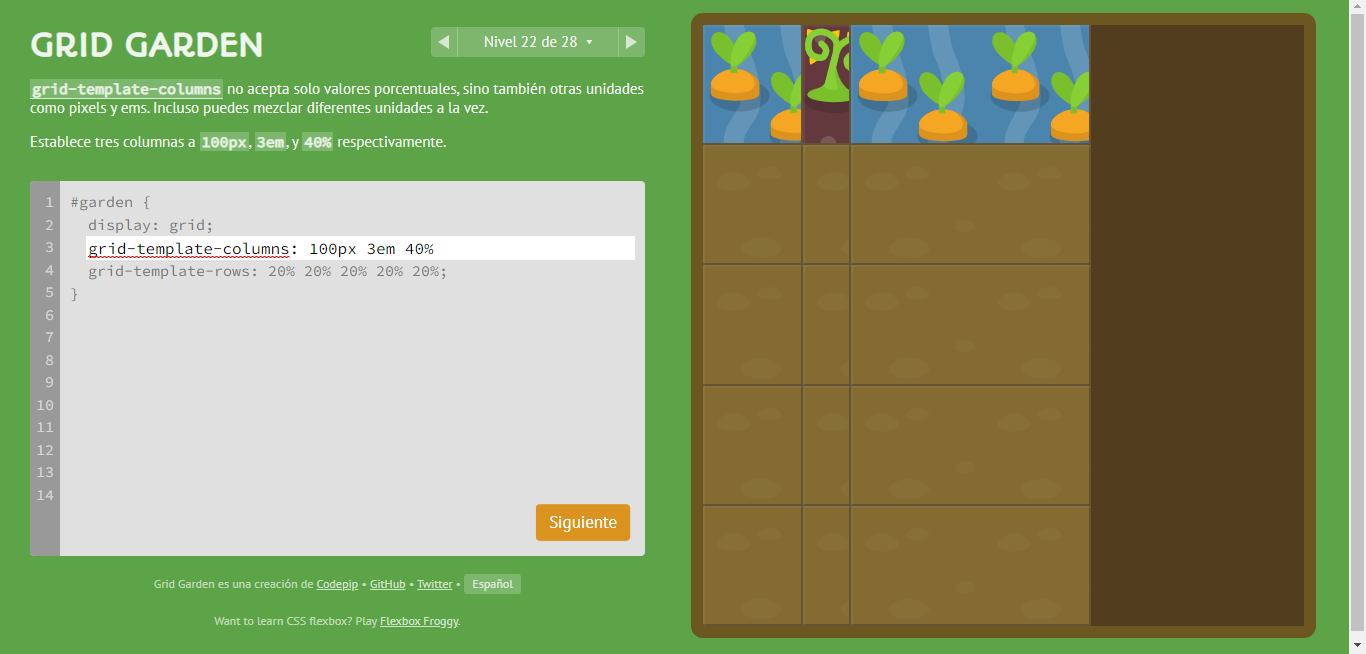 GRID GARDEN
Nivel 22 de 28
grid-template-columns no acepta solo valores porcentuales, sino también otras unidades
como pixels y ems. Incluso puedes mezclar diferentes unidades a la vez.
Establece tres columnas a 100px, 3em, y 40% respectivamente.
1 #garden {
2 display: grid;
3 grid-template-columns: 100px 3em 40%
4 grid-template-rows: 20% 20% 20% 20% 20%;
5 }
6
7
8
9
10
11
12
13
14
Siguiente
Grid Garden es una creación de Codepip • GitHub • Twitter • Español
Want to learn CSS flexbox? Play Flexbox Froggy.